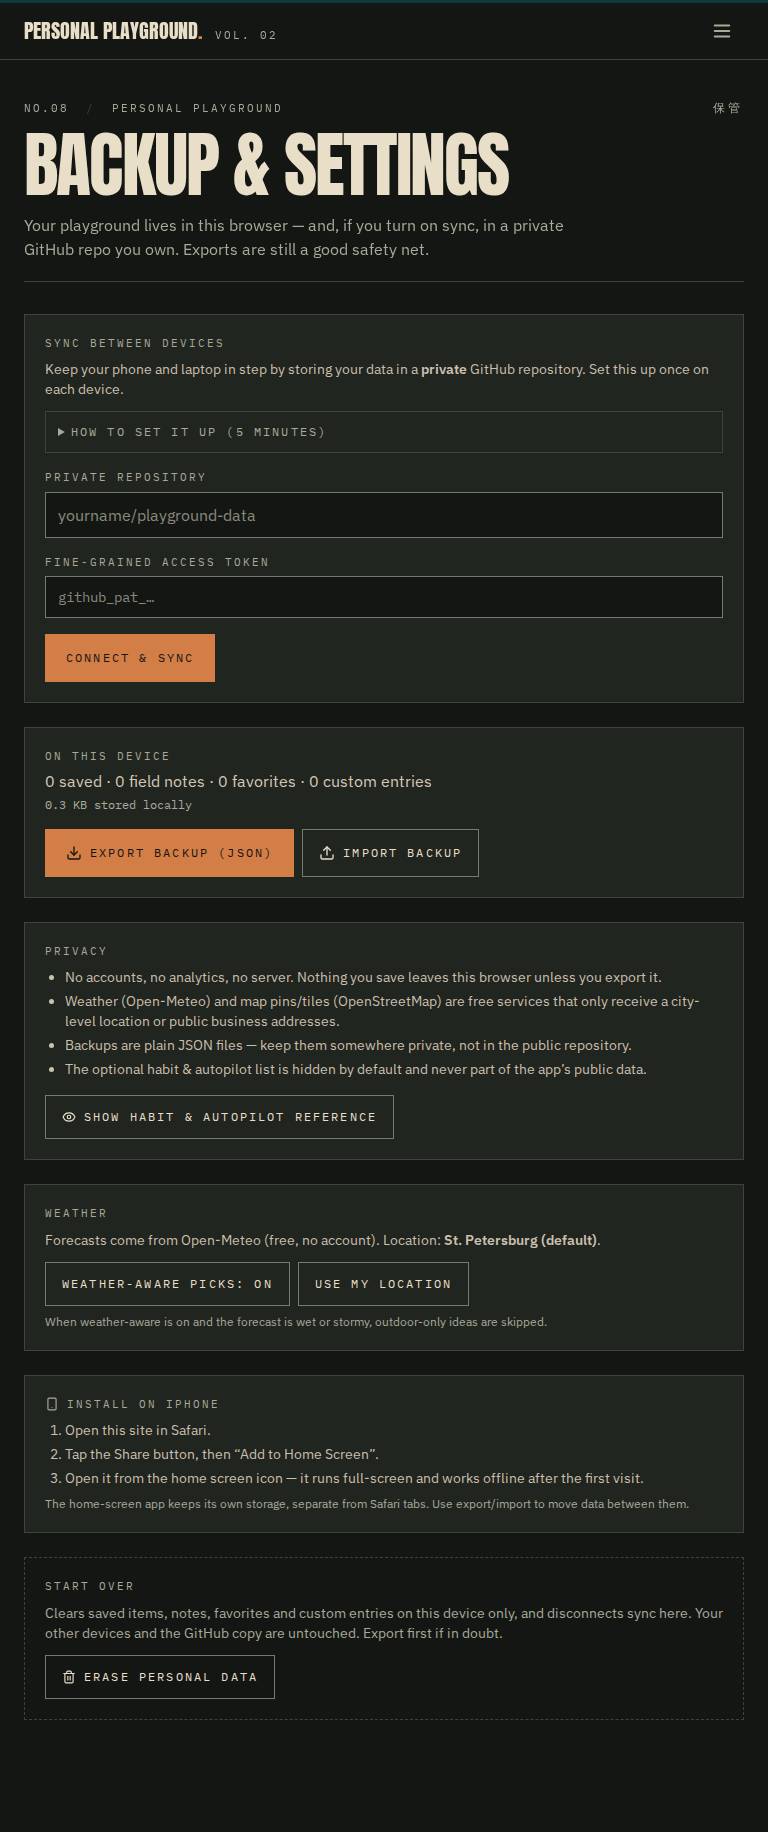 PERSONAL PLAYGROUND. VOL. 02
NO.08 / PERSONAL PLAYGROUND 保管
BACKUP & SETTINGS
Your playground lives in this browser — and, if you turn on sync, in a private
GitHub repo you own. Exports are still a good safety net.
SYNC BETWEEN DEVICES
Keep your phone and laptop in step by storing your data in a private GitHub repository. Set this up once on
each device.
HOW TO SET IT UP (5 MINUTES)
PRIVATE REPOSITORY
yourname/playground-data
FINE-GRAINED ACCESS TOKEN
github_pat_…
CONNECT & SYNC
ON THIS DEVICE
0 saved · 0 field notes · 0 favorites · 0 custom entries
0.3 KB stored locally
EXPORT BACKUP (JSON) IMPORT BACKUP
PRIVACY
• No accounts, no analytics, no server. Nothing you save leaves this browser unless you export it.
• Weather (Open-Meteo) and map pins/tiles (OpenStreetMap) are free services that only receive a city-
level location or public business addresses.
• Backups are plain JSON files — keep them somewhere private, not in the public repository.
• The optional habit & autopilot list is hidden by default and never part of the app’s public data.
SHOW HABIT & AUTOPILOT REFERENCE
WEATHER
Forecasts come from Open-Meteo (free, no account). Location: St. Petersburg (default).
WEATHER-AWARE PICKS: ON USE MY LOCATION
When weather-aware is on and the forecast is wet or stormy, outdoor-only ideas are skipped.
INSTALL ON IPHONE
1. Open this site in Safari.
2. Tap the Share button, then “Add to Home Screen”.
3. Open it from the home screen icon — it runs full-screen and works offline after the first visit.
The home-screen app keeps its own storage, separate from Safari tabs. Use export/import to move data between them.
START OVER
Clears saved items, notes, favorites and custom entries on this device only, and disconnects sync here. Your
other devices and the GitHub copy are untouched. Export first if in doubt.
ERASE PERSONAL DATA